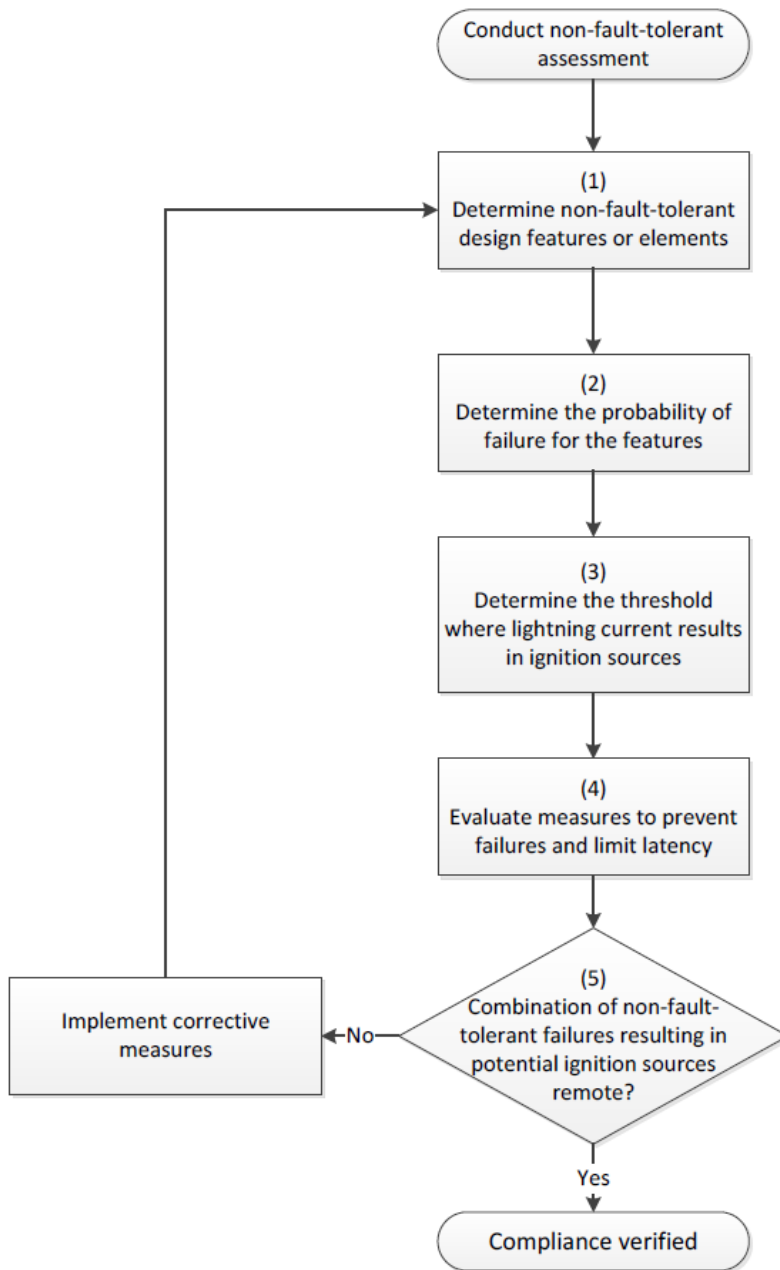 Conduct non-fault-tolerant
assessment
(1)
Determine non-fault-tolerant
design features or elements
(2)
Determine the probability of
failure for the features
(3)
Determine the threshold
where lightning current results
in ignition sources
(4)
Evaluate measures to prevent
failures and limit latency
(5)
Combination of non-fault-
tolerant failures resulting in
potential ignition sources
remote?
No
Implement corrective
measures
Yes
Compliance verified